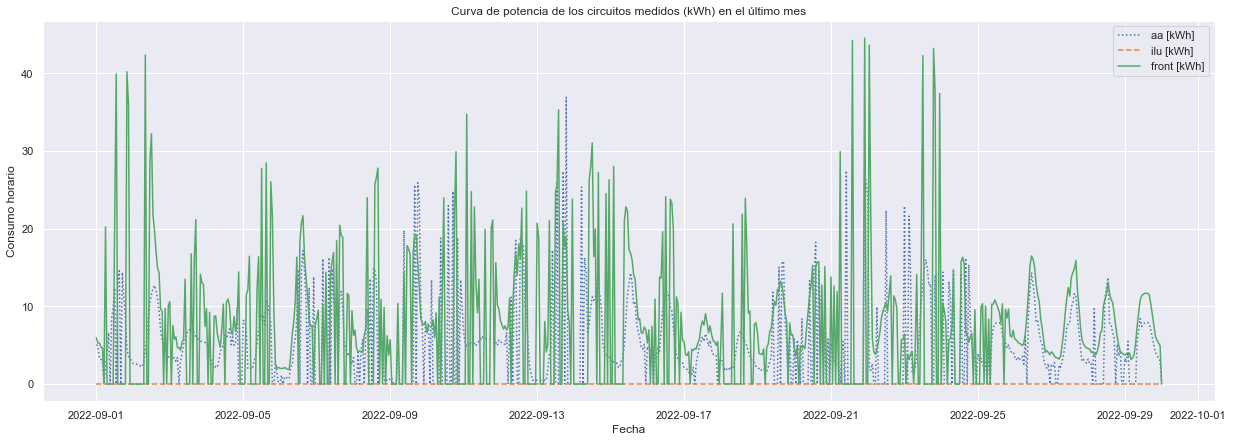 Curva de potencia de los circuitos medidos (kWh) en el último mes
aa [kWh]
ilu [kWh]
front [kWh]
Consumo horario
40
30
20
10
0
2022-09-01 2022-09-05 2022-09-09 2022-09-13 2022-09-17 2022-09-21 2022-09-25 2022-09-29 2022-10-01
Fecha